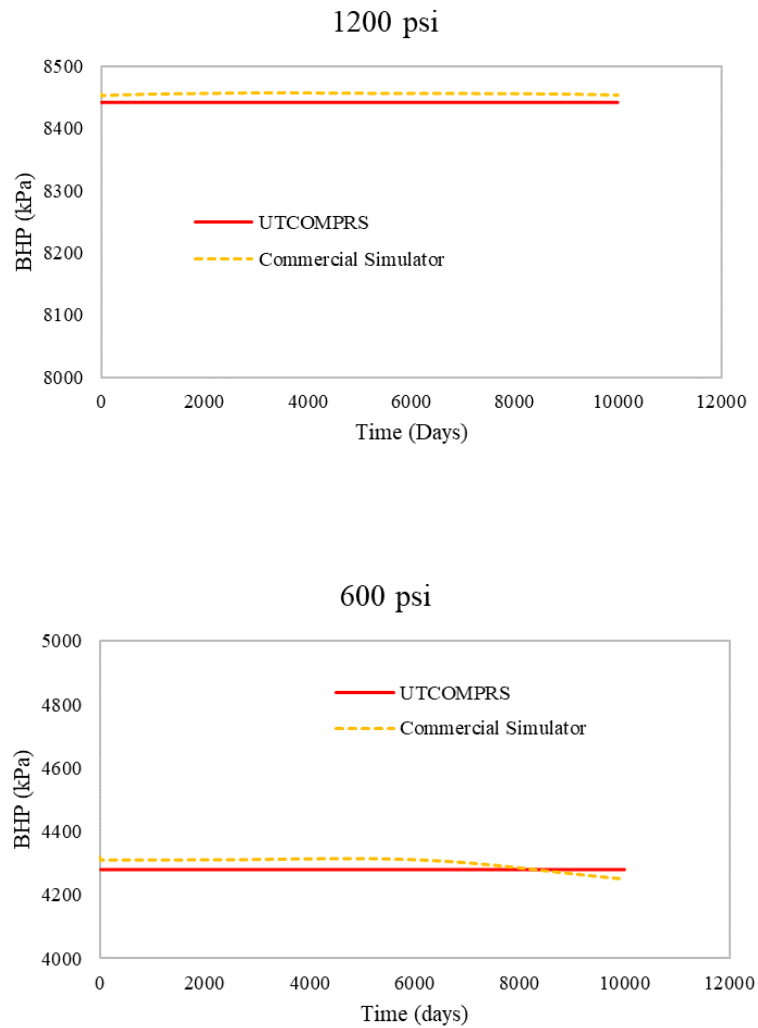 1200 psi
8500
8400
8300
8200
8100
8000
BHP (kPa)
UTCOMPRS
Commercial Simulator
0 2000 4000 6000 8000 10000 12000
Time (Days)
600 psi
5000
4800
4600
4400
4200
4000
BHP (kPa)
UTCOMPRS
Commercial Simulator
0 2000 4000 6000 8000 10000 12000
Time (days)